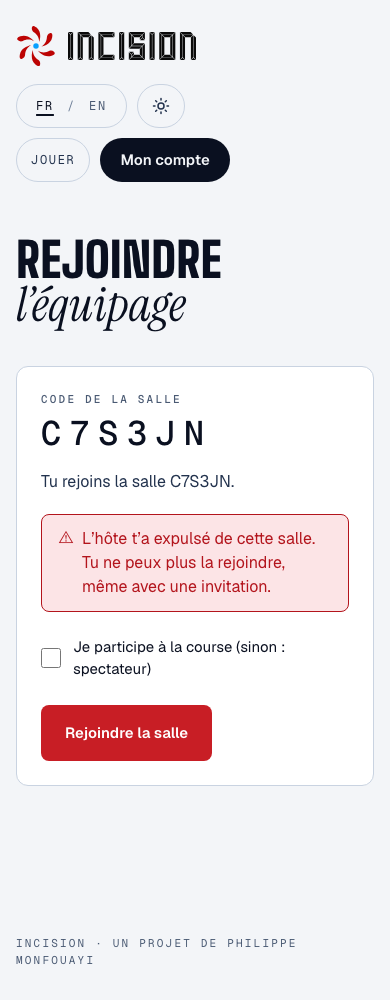 INCISION
FR / EN
JOUER
Mon compte
REJOINDRE
l’équipage
CODE DE LA SALLE
C7S3JN
Tu rejoins la salle C7S3JN.
L’hôte t’a expulsé de cette salle.
Tu ne peux plus la rejoindre,
même avec une invitation.
Je participe à la course (sinon :
spectateur)
Rejoindre la salle
INCISION · UN PROJET DE PHILIPPE
MONFOUAYI